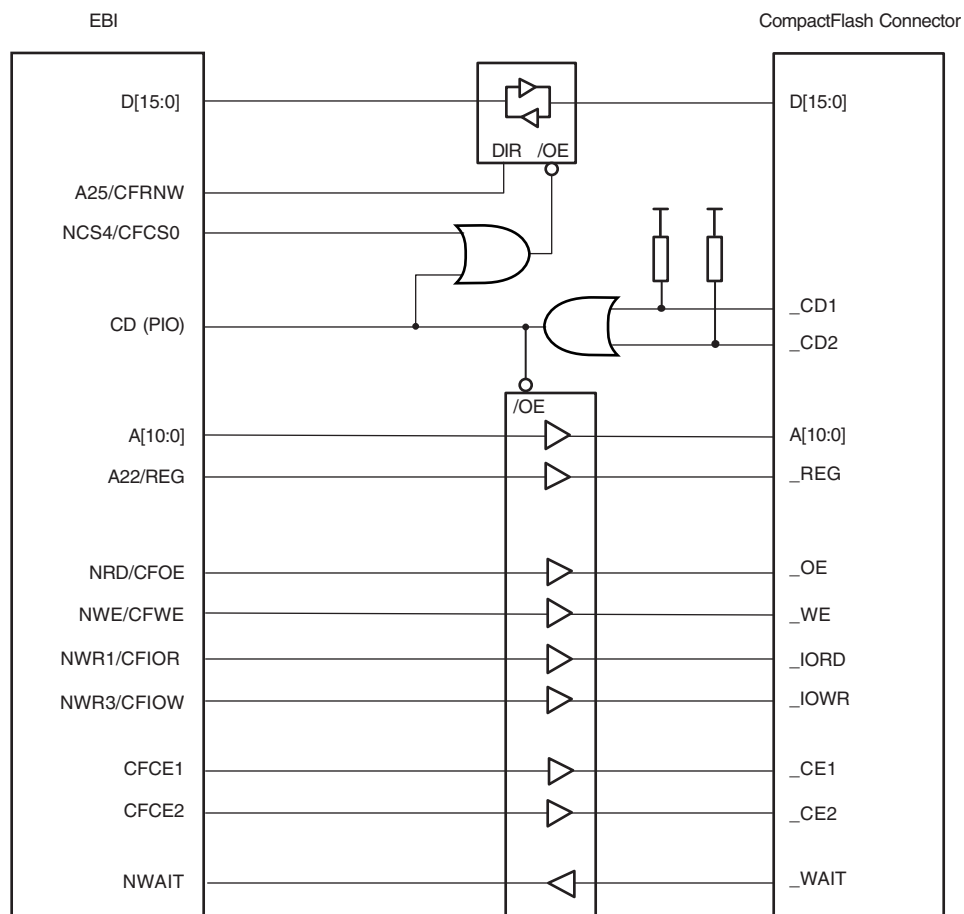 EBI
CompactFlash Connector
D[15:0]
D[15:0]
DIR /OE
A25/CFRNW
NCS4/CFCS0
_CD1
CD (PIO)
_CD2
/OE
A[10:0]
A[10:0]
A22/REG
_REG
NRD/CFOE
_OE
NWE/CFWE
_WE
NWR1/CFIOR
_IORD
NWR3/CFIOW
_IOWR
CFCE1
_CE1
CFCE2
_CE2
NWAIT
_WAIT